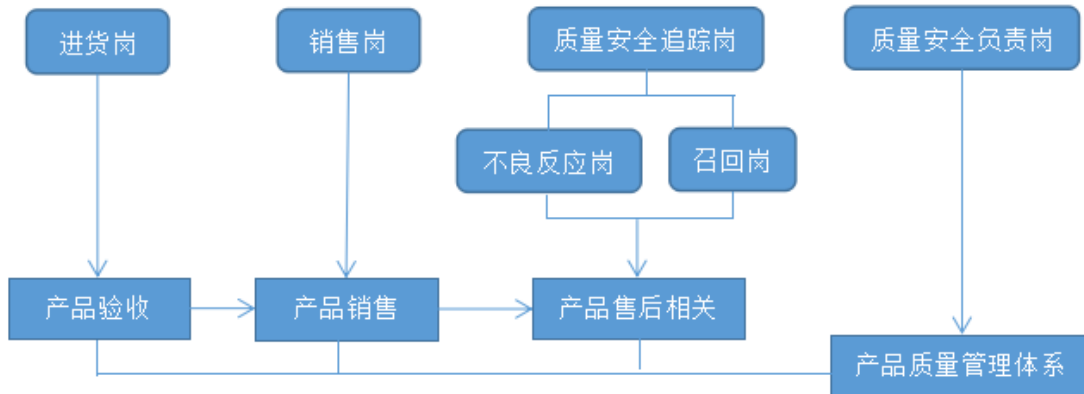 进货岗
销售岗
质量安全追踪岗
质量安全负责岗
不良反应岗
召回岗
产品验收
产品销售
产品售后相关
产品质量管理体系